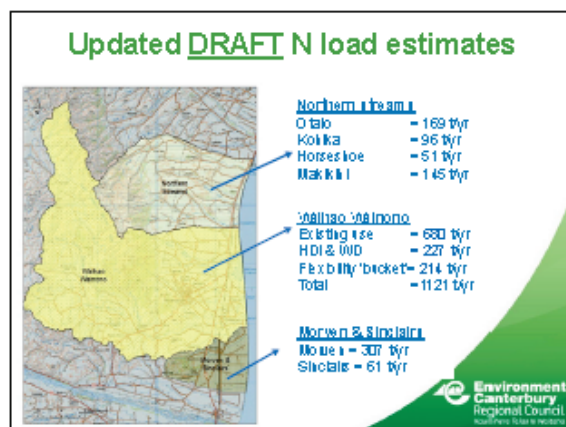 Updated DRAFT N load estimates
Northern streams
Otaio = 169 t/yr
Kohika = 96 t/yr
Horseshoe = 51 t/yr
Makikihi = 145 t/yr
Waihao Wainono
Existing use = 680 t/yr
HDI & WD = 227 t/yr
Flexibility 'bucket' = 214 t/yr
Total = 1121 t/yr
Morven & Sinclairs
Morven = 307 t/yr
Sinclairs = 61 t/yr
Northern
Waihao
Wainono
Morven &
Sinclairs
Environment
Canterbury
Regional Council